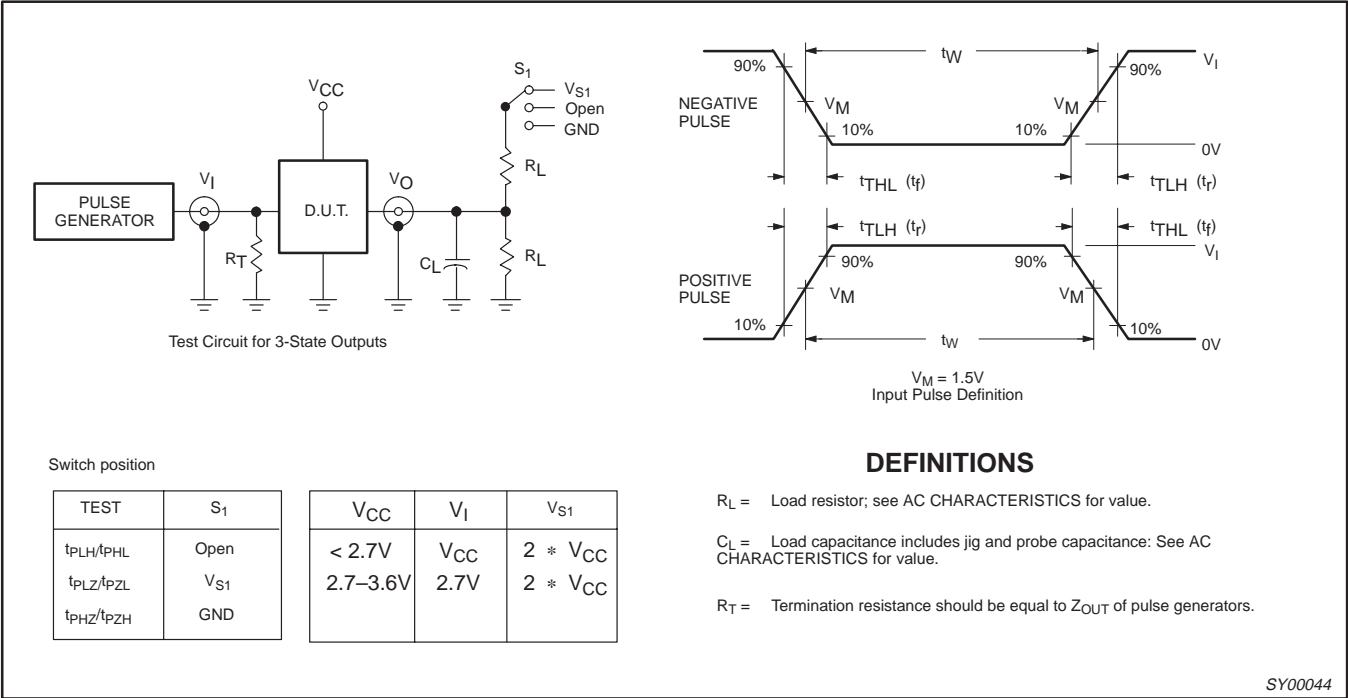 VCC
S1
VS1
Open
GND
RL
VI
VO
PULSE
GENERATOR
D.U.T.
RT
CL
RL
Test Circuit for 3-State Outputs
tW
VI
90%
90%
NEGATIVE
PULSE
VM
VM
10%
10%
0V
tTHL (tf)
tTLH (tr)
tTLH (tr)
tTHL (tf)
VI
90%
90%
POSITIVE
PULSE
VM
VM
10%
10%
tW
0V
VM = 1.5V
Input Pulse Definition
Switch position
TEST S1
tPLH/tPHL Open
tPLZ/tPZL VS1
tPHZ/tPZH GND
VCC VI VS1
< 2.7V VCC 2 * VCC
2.7–3.6V 2.7V 2 * VCC
DEFINITIONS
RL = Load resistor; see AC CHARACTERISTICS for value.
CL = Load capacitance includes jig and probe capacitance: See AC
CHARACTERISTICS for value.
RT = Termination resistance should be equal to ZOUT of pulse generators.
SY00044